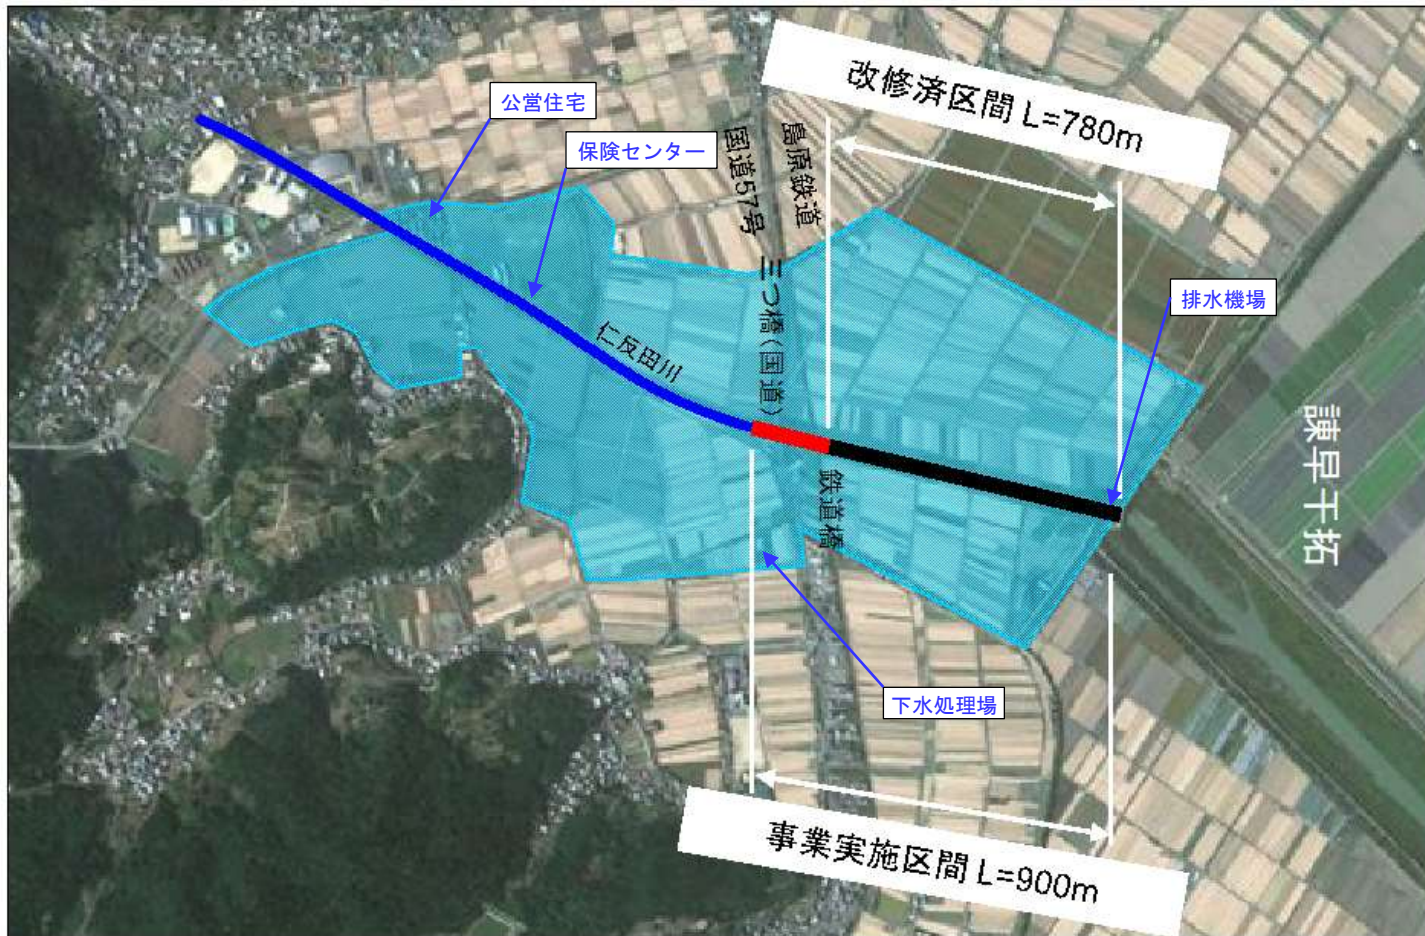 改修済区間 L=780m
公営住宅
保険センター
国道57号
島原鉄道
三つ橋(国道)
排水機場
仁反田川
諫早干拓
鉄道橋
下水処理場
事業実施区間 L=900m